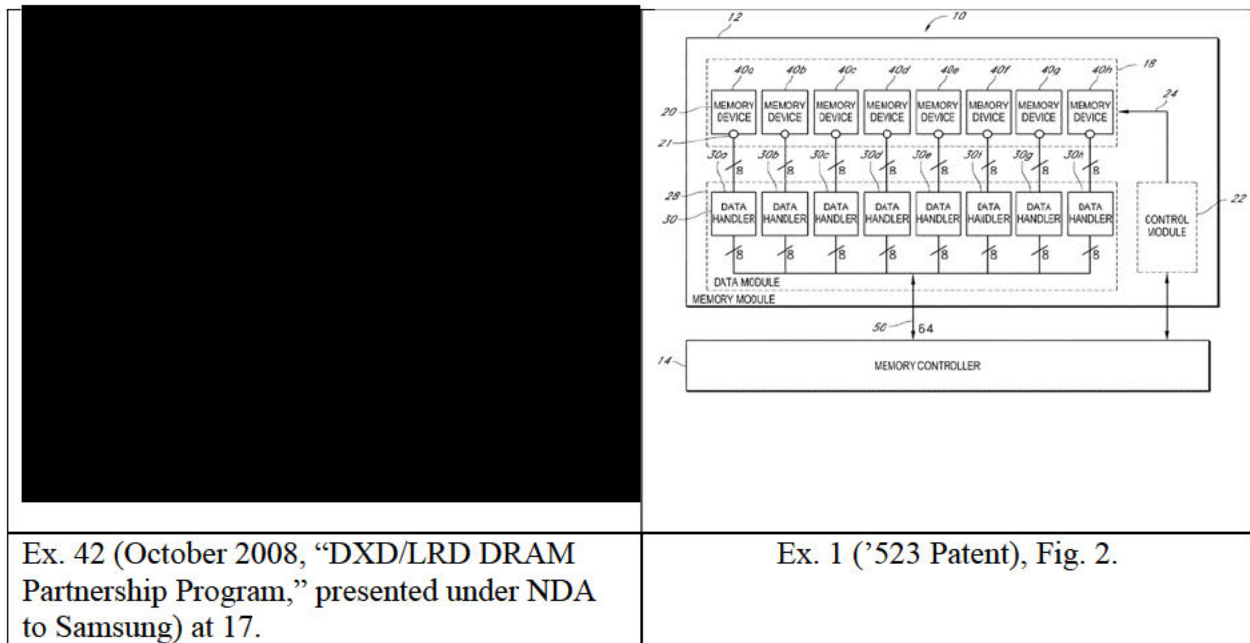 12
10
40a 40b 40c 40d 40e 40f 40g 40h
18
24
20
MEMORY DEVICE MEMORY DEVICE MEMORY DEVICE MEMORY DEVICE MEMORY DEVICE MEMORY DEVICE MEMORY DEVICE MEMORY DEVICE
21
30a 30b 30c 30d 30e 30f 30g 30h
8 8 8 8 8 8 8 8
28
30
DATA HANDLER DATA HANDLER DATA HANDLER DATA HANDLER DATA HANDLER DATA HANDLER DATA HANDLER DATA HANDLER
CONTROL MODULE
22
8 8 8 8 8 8 8 8
DATA MODULE
MEMORY MODULE
50 64
14
MEMORY CONTROLLER
Ex. 42 (October 2008, “DXD/LRD DRAM
Partnership Program,” presented under NDA
to Samsung) at 17.
Ex. 1 (’523 Patent), Fig. 2.